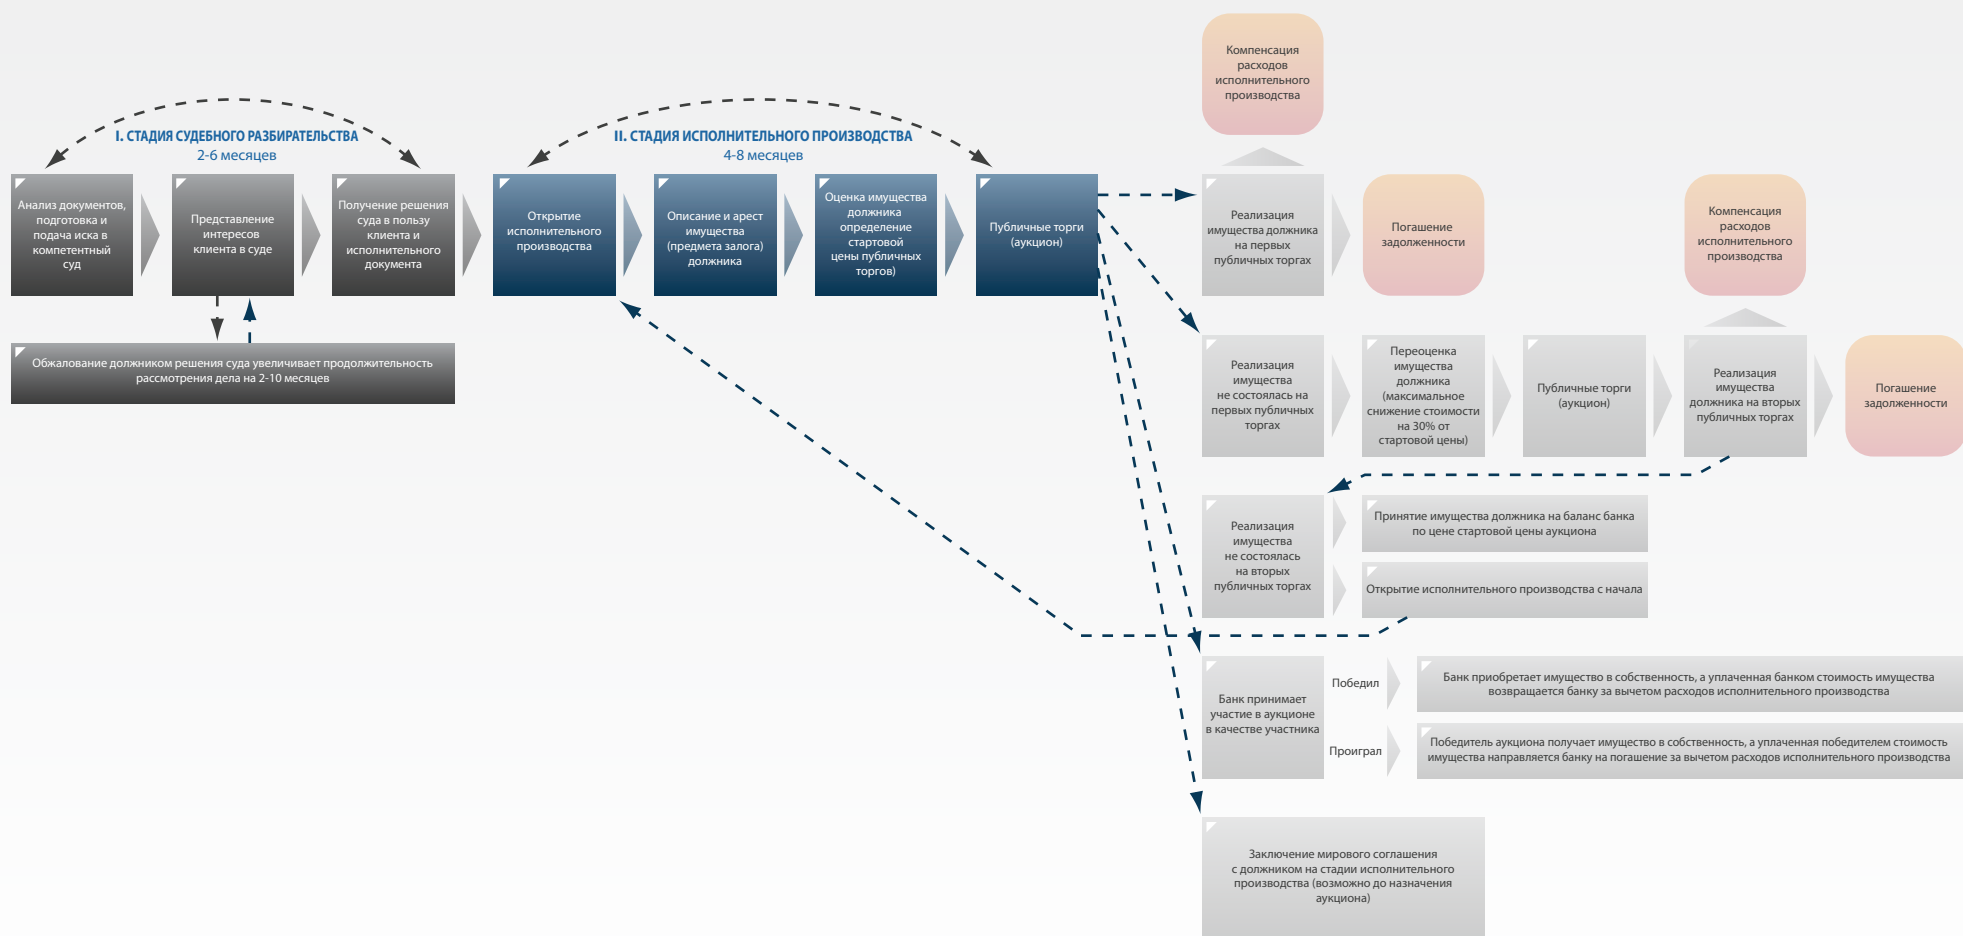 Компенсация
расходов
исполнительного
производства
I. СТАДИЯ СУДЕБНОГО РАЗБИРАТЕЛЬСТВА
2-6 месяцев
II. СТАДИЯ ИСПОЛНИТЕЛЬНОГО ПРОИЗВОДСТВА
4-8 месяцев
Анализ документов,
подготовка и
подача иска в
компетентный
суд
Представление
интересов
клиента в суде
Получение решения
суда в пользу
клиента и
исполнительного
документа
Открытие
исполнительного
производства
Описание и арест
имущества
(предмета залога)
должника
Оценка имущества
должника
определение
стартовой
цены публичных
торгов)
Публичные торги
(аукцион)
Реализация
имущества должника
на первых
публичных торгах
Погашение
задолженности
Компенсация
расходов
исполнительного
производства
Обжалование должником решения суда увеличивает продолжительность
рассмотрения дела на 2-10 месяцев
Реализация
имущества
не состоялась на
первых публичных
торгах
Переоценка
имущества
должника
(максимальное
снижение стоимости
на 30% от
стартовой цены)
Публичные торги
(аукцион)
Реализация
имущества
должника на вторых
публичных торгах
Погашение
задолженности
Реализация
имущества
не состоялась
на вторых
публичных торгах
Принятие имущества должника на баланс банка
по цене стартовой цены аукциона
Открытие исполнительного производства с начала
Банк принимает
участие в аукционе
в качестве участника
Победил
Банк приобретает имущество в собственность, а уплаченная банком стоимость имущества
возвращается банку за вычетом расходов исполнительного производства
Проиграл
Победитель аукциона получает имущество в собственность, а уплаченная победителем стоимость
имущества направляется банку на погашение за вычетом расходов исполнительного производства
Заключение мирового соглашения
с должником на стадии исполнительного
производства (возможно до назначения
аукциона)